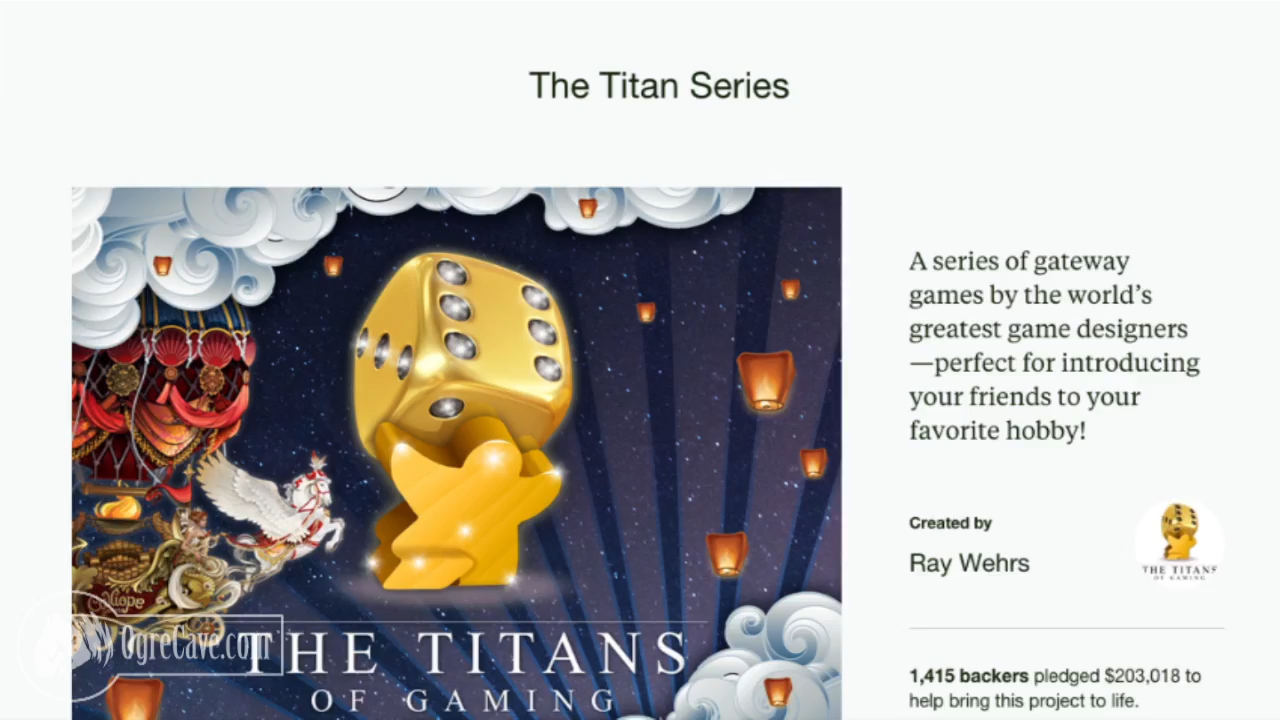 The Titan Series
A series of gateway
games by the world’s
greatest game designers
—perfect for introducing
your friends to your
favorite hobby!
Created by
Ray Wehrs
THE TITANS
OF GAMING
1,415 backers pledged $203,018 to
help bring this project to life.
OgreCave.com
THE TITANS
OF GAMING